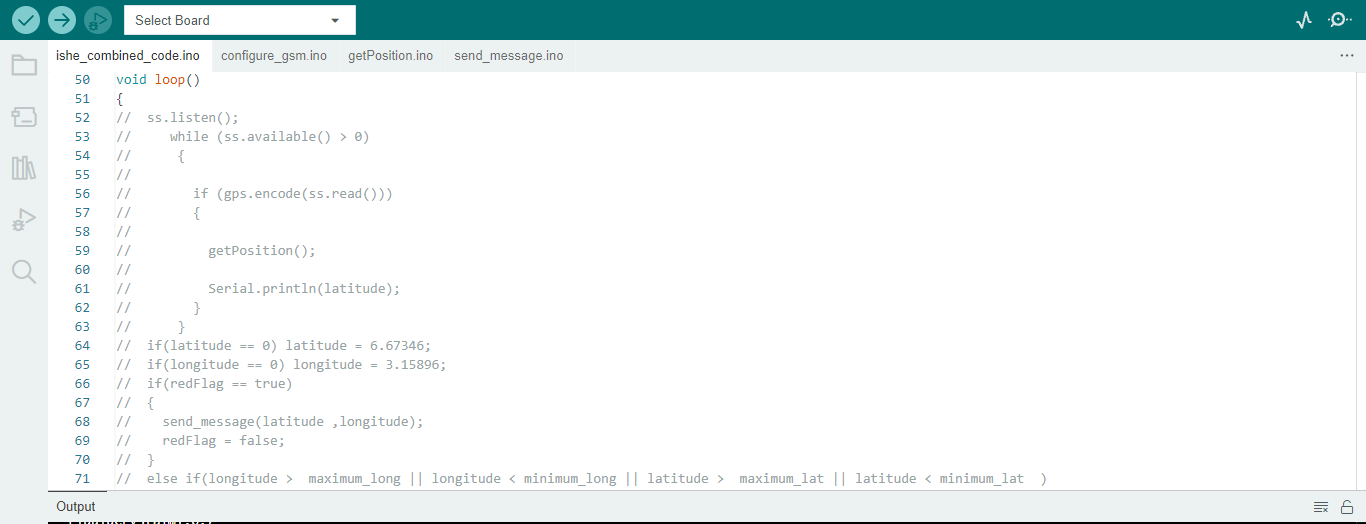 Select Board
ishe_combined_code.ino configure_gsm.ino getPosition.ino send_message.ino
50 void loop()
51 {
52 //  ss.listen();
53 //     while (ss.available() > 0)
54 //      {
55 //
56 //        if (gps.encode(ss.read()))
57 //        {
58 //
59 //          getPosition();
60 //
61 //          Serial.println(latitude);
62 //        }
63 //      }
64 //  if(latitude == 0) latitude = 6.67346;
65 //  if(longitude == 0) longitude = 3.15896;
66 //  if(redFlag == true)
67 //  {
68 //    send_message(latitude ,longitude);
69 //    redFlag = false;
70 //  }
71 //  else if(longitude >  maximum_long || longitude < minimum_long || latitude >  maximum_lat || latitude < minimum_lat  )
Output